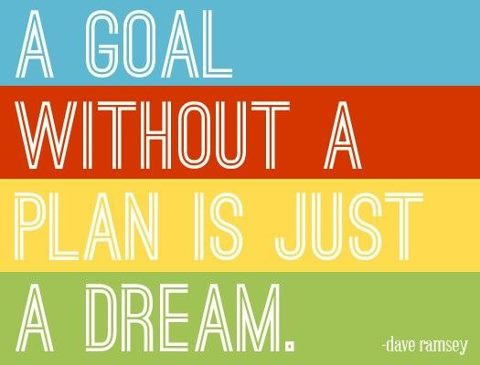 A GOAL
WITHOUT A
PLAN IS JUST
A DREAM.
-dave ramsey